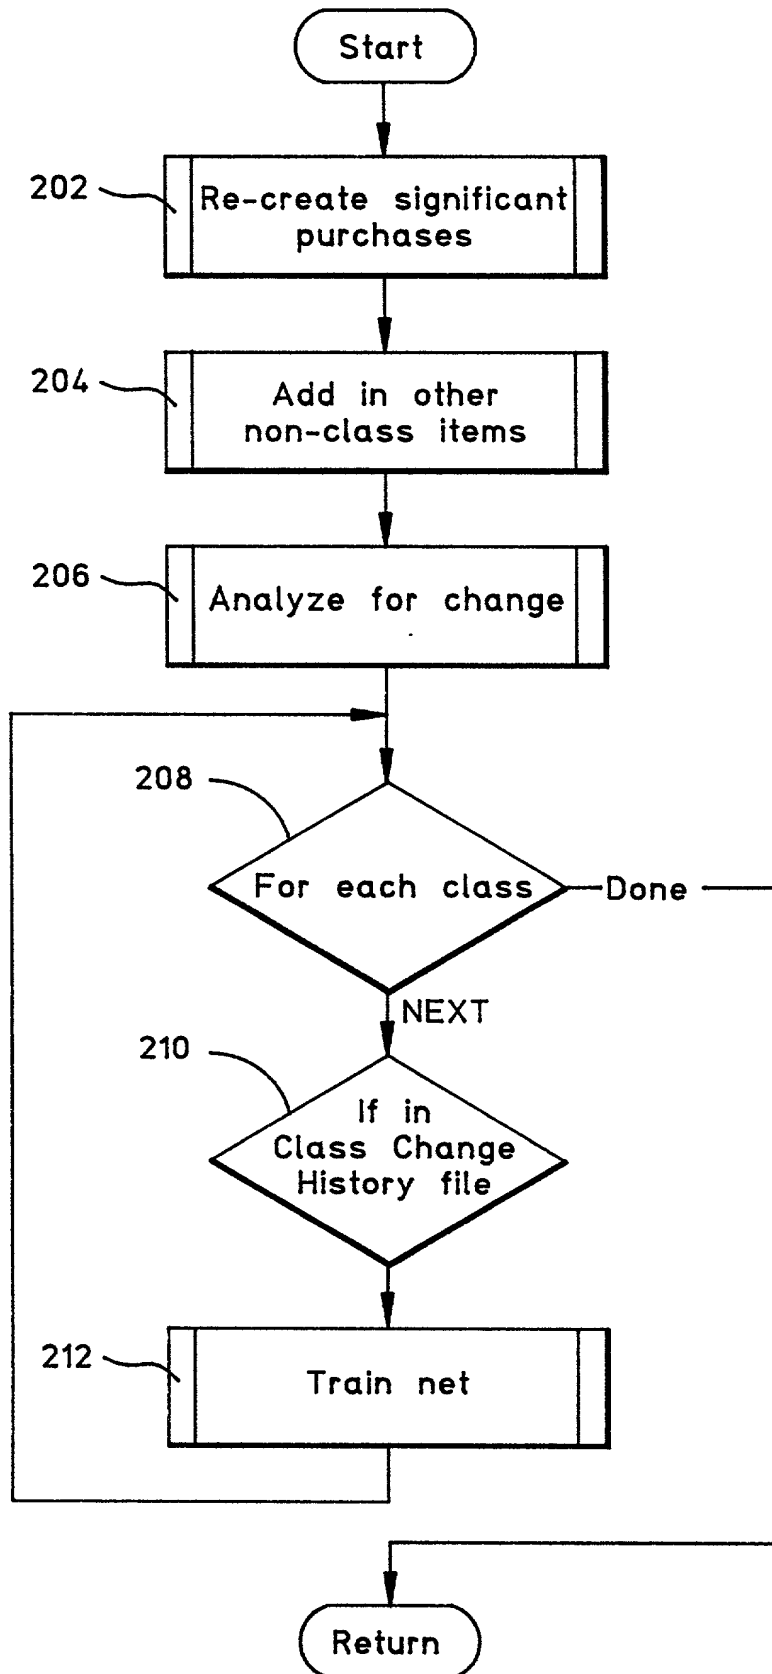 Start
202
Re-create significant
purchases
204
Add in other
non-class items
206
Analyze for change
208
For each class
Done
NEXT
210
If in
Class Change
History file
212
Train net
Return